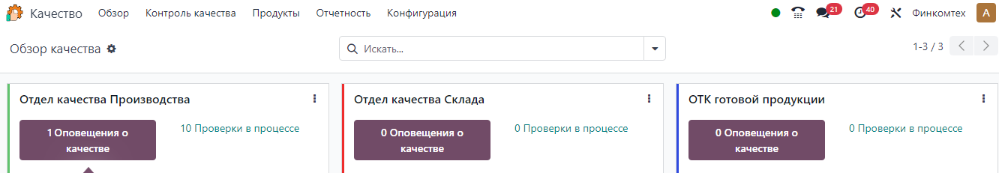 Качество Обзор Контроль качества Продукты Отчетность Конфигурация 21 40 Финкомтех A
Обзор качества Искать... 1-3 / 3
Отдел качества Производства Отдел качества Склада ОТК готовой продукции
1 Оповещения о качестве 10 Проверки в процессе
0 Оповещения о качестве 0 Проверки в процессе
0 Оповещения о качестве 0 Проверки в процессе